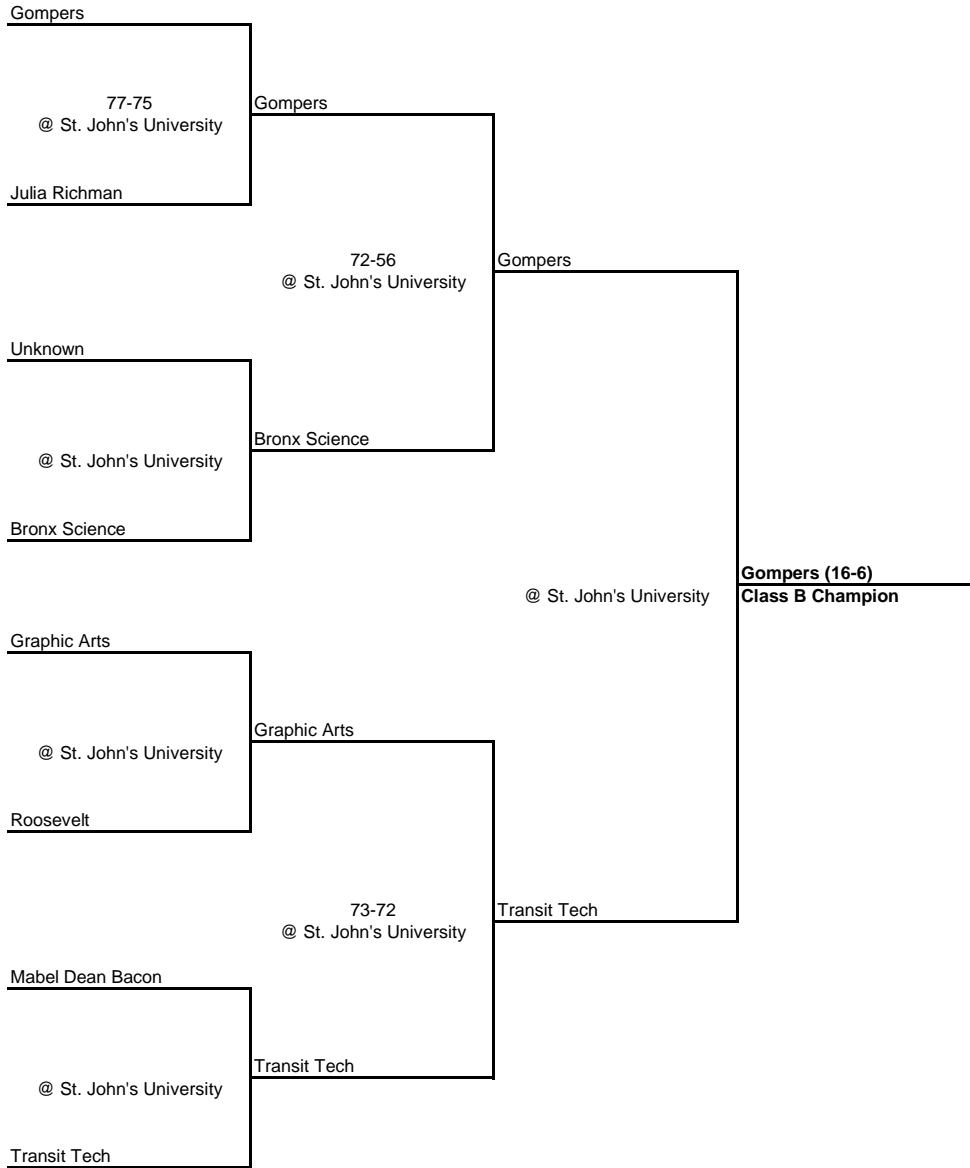 Gompers
77-75
@ St. John's University
Gompers
Julia Richman
72-56
@ St. John's University
Gompers
Unknown
@ St. John's University
Bronx Science
Bronx Science
@ St. John's University
Gompers (16-6)
Class B Champion
Graphic Arts
@ St. John's University
Graphic Arts
Roosevelt
73-72
@ St. John's University
Transit Tech
Mabel Dean Bacon
@ St. John's University
Transit Tech
Transit Tech